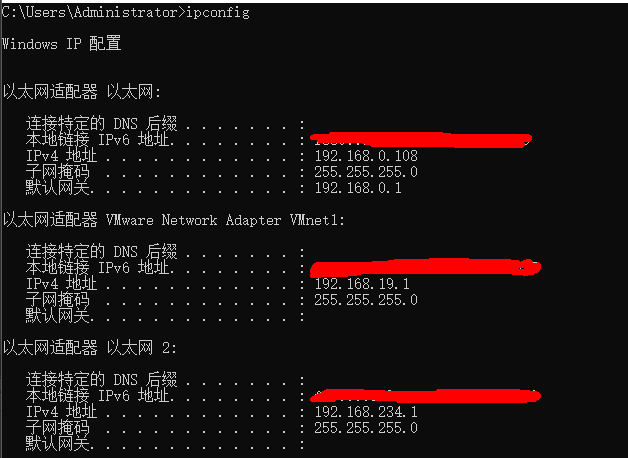 C:\Users\Administrator>ipconfig
Windows IP 配置
以太网适配器 以太网:
连接特定的 DNS 后缀 . . . . . . . :
本地链接 IPv6 地址. . . . . . . . :
IPv4 地址 . . . . . . . . . . . . : 192.168.0.108
子网掩码 . . . . . . . . . . . . : 255.255.255.0
默认网关. . . . . . . . . . . . . : 192.168.0.1
以太网适配器 VMware Network Adapter VMnet1:
连接特定的 DNS 后缀 . . . . . . . :
本地链接 IPv6 地址. . . . . . . . :
IPv4 地址 . . . . . . . . . . . . : 192.168.19.1
子网掩码 . . . . . . . . . . . . : 255.255.255.0
默认网关. . . . . . . . . . . . . :
以太网适配器 以太网 2:
连接特定的 DNS 后缀 . . . . . . . :
本地链接 IPv6 地址. . . . . . . . :
IPv4 地址 . . . . . . . . . . . . : 192.168.234.1
子网掩码 . . . . . . . . . . . . : 255.255.255.0
默认网关. . . . . . . . . . . . . :